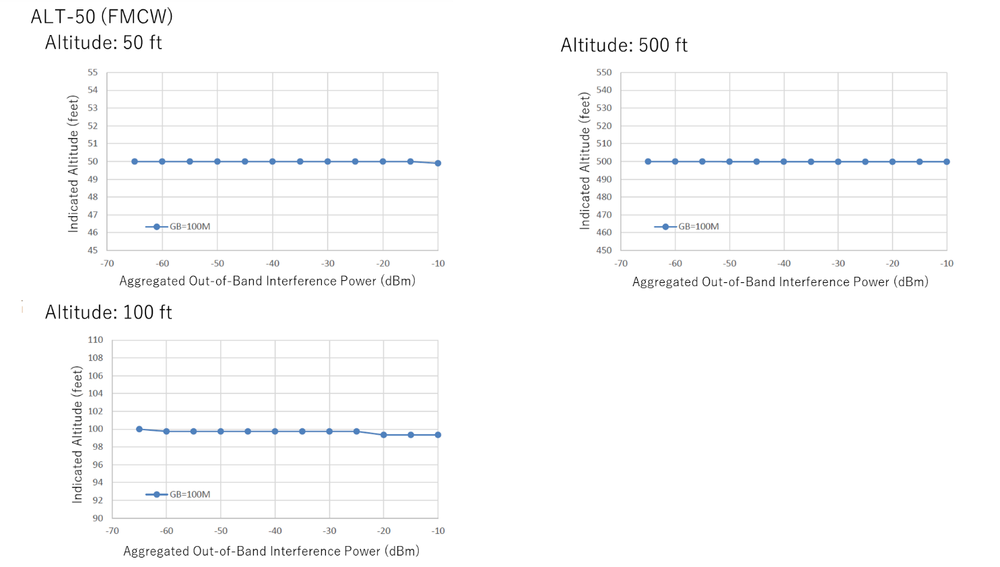 ALT-50 (FMCW)
Altitude: 50 ft
55
54
53
52
51
50
49
48
47
46
45
Indicated Altitude (feet)
GB=100M
-70 -60 -50 -40 -30 -20 -10
Aggregated Out-of-Band Interference Power (dBm)
Altitude: 500 ft
550
540
530
520
510
500
490
480
470
460
450
Indicated Altitude (feet)
GB=100M
-70 -60 -50 -40 -30 -20 -10
Aggregated Out-of-Band Interference Power (dBm)
Altitude: 100 ft
110
108
106
104
102
100
98
96
94
92
90
Indicated Altitude (feet)
GB=100M
-70 -60 -50 -40 -30 -20 -10
Aggregated Out-of-Band Interference Power (dBm)